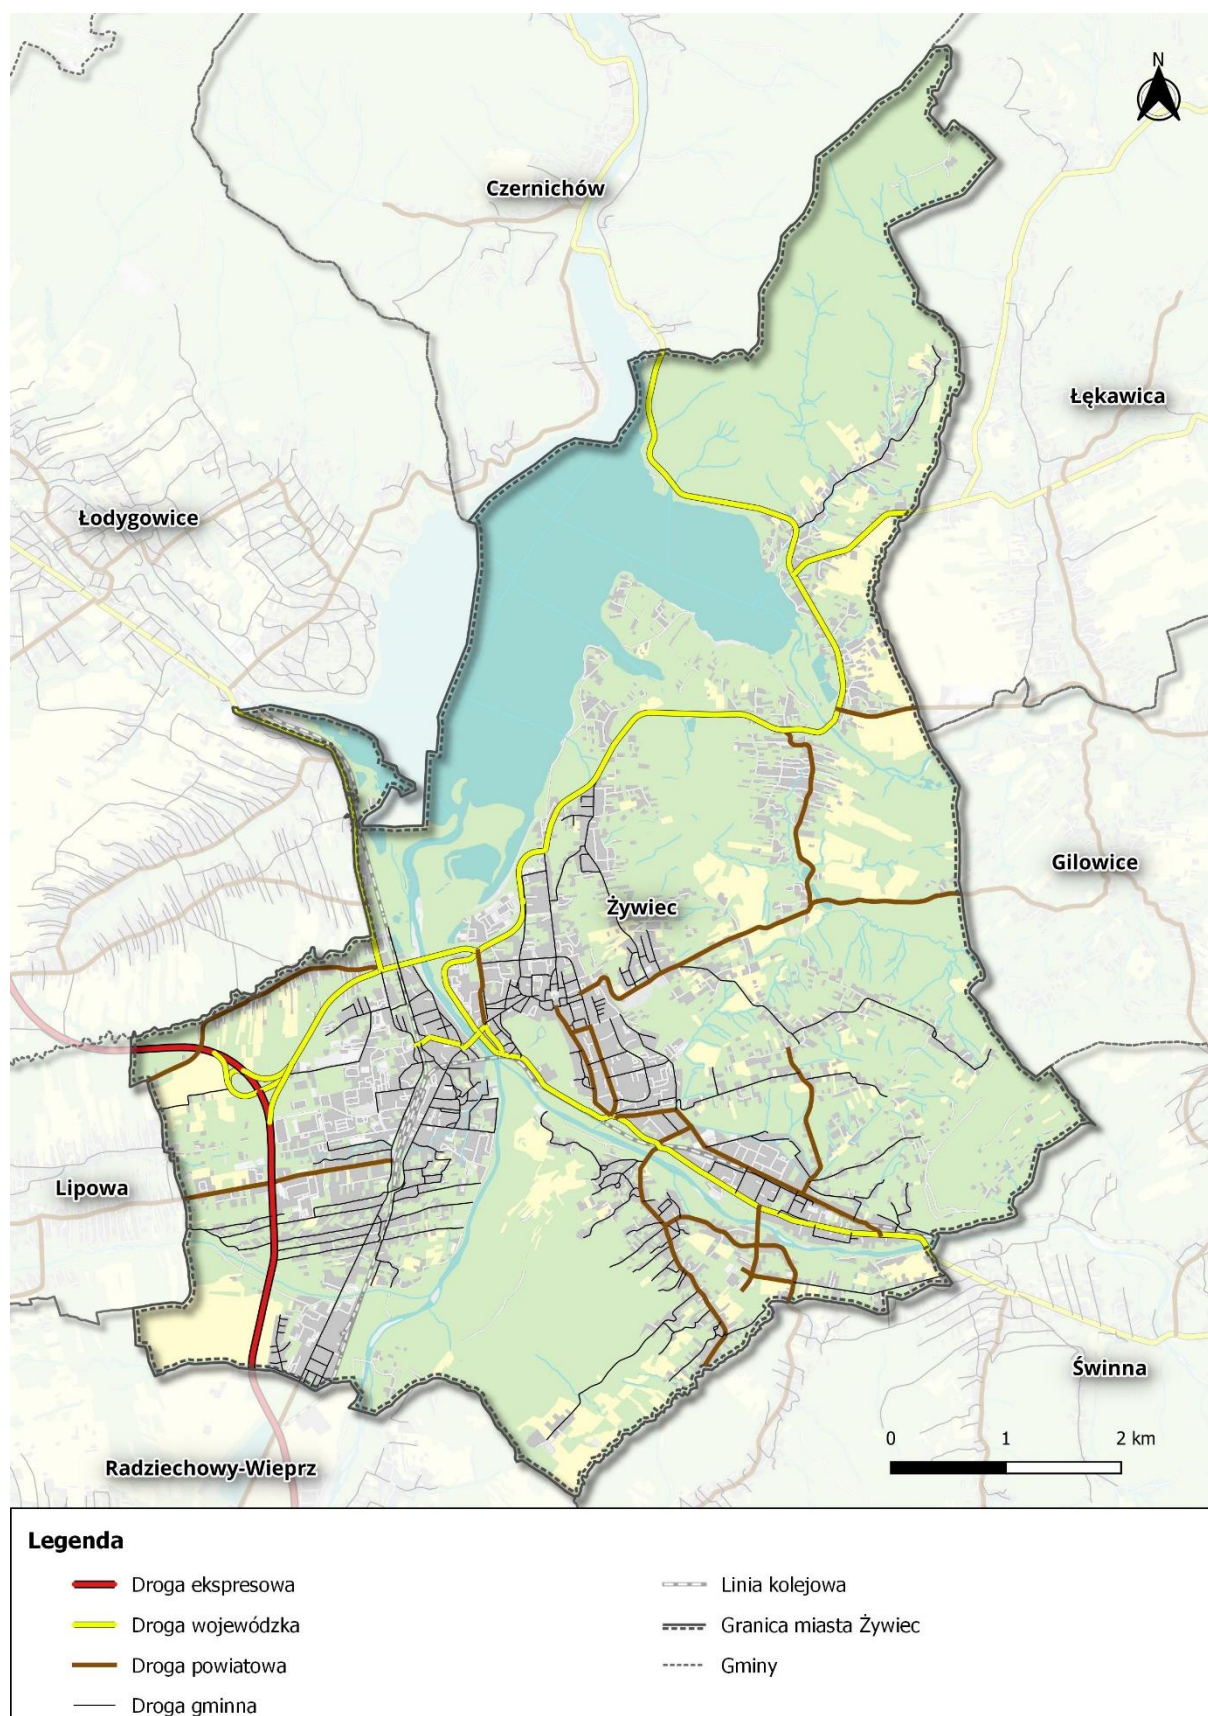 N
Czernichów
Łękawica
Łodygowice
Gilowice
Żywiec
Lipowa
Świnna
0 1 2 km
Radziechowy-Wieprz
Legenda
Droga ekspresowa
Droga wojewódzka
Droga powiatowa
Droga gminna
Linia kolejowa
Granica miasta Żywiec
Gminy